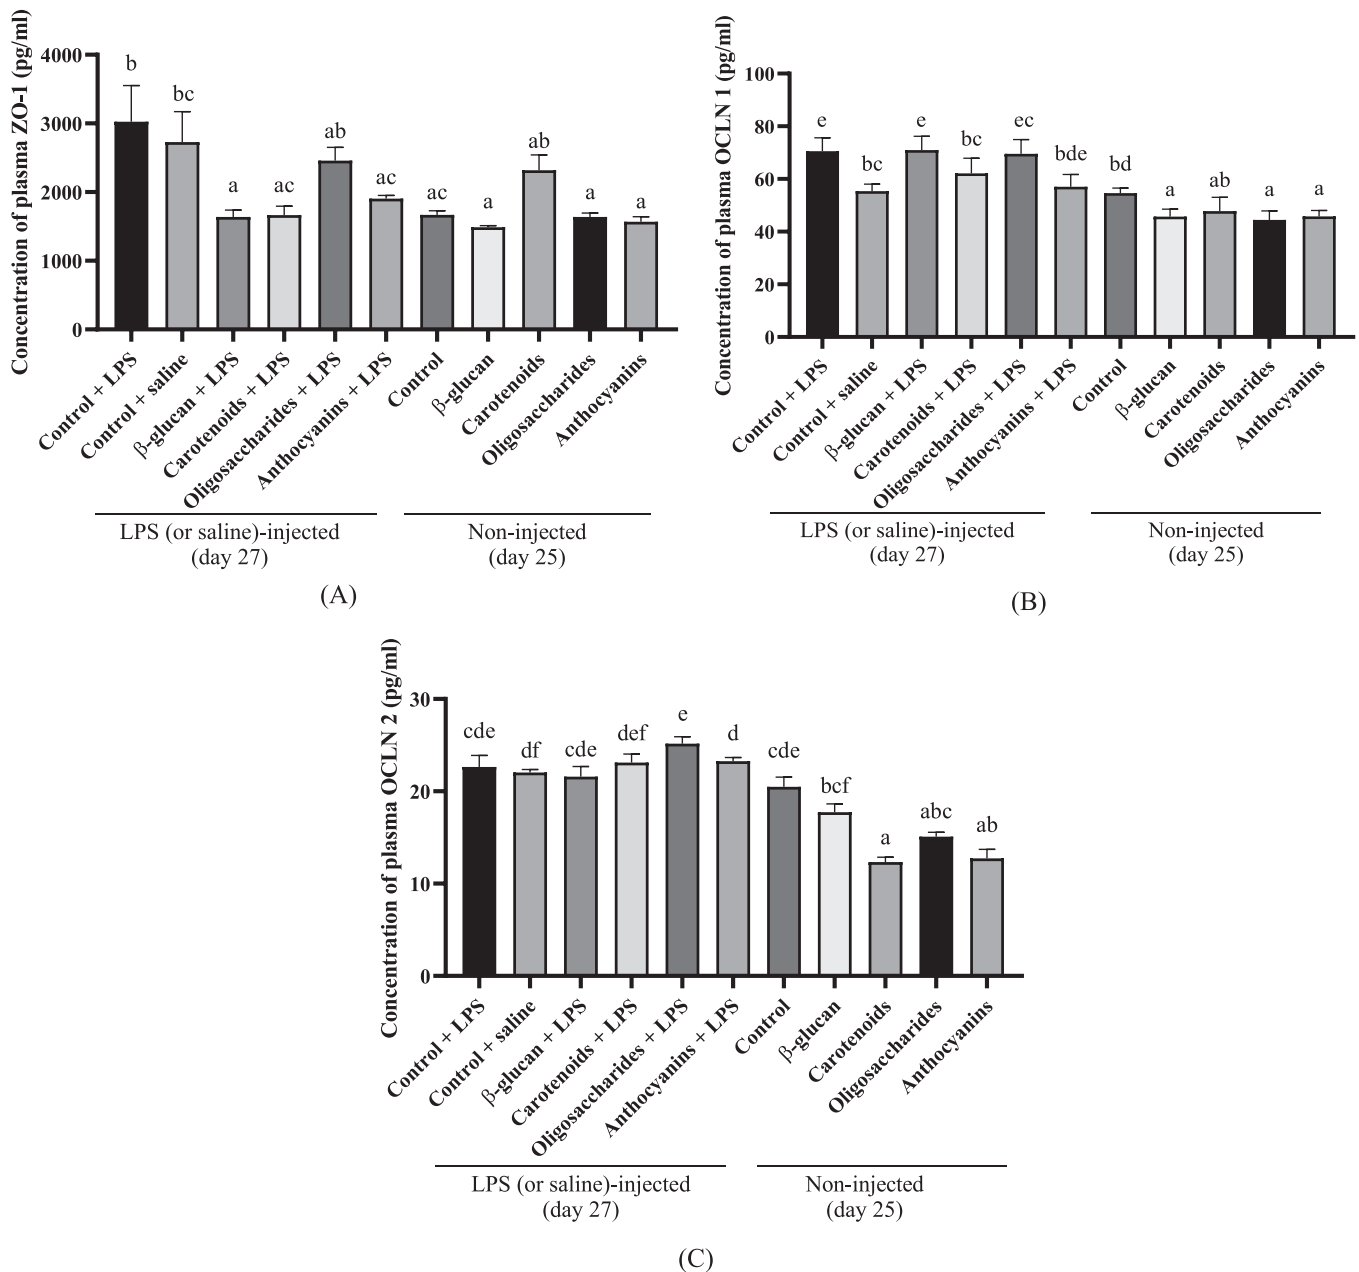 Concentration of plasma ZO-1 (pg/ml)
4000
3000
2000
1000
0
b
bc
a
ac
ab
ac
ac
a
ab
a
a
Control + LPS
Control + saline
β-glucan + LPS
Carotenoids + LPS
Oligosaccharides + LPS
Anthocyanins + LPS
Control
β-glucan
Carotenoids
Oligosaccharides
Anthocyanins
LPS (or saline)-injected
(day 27)
Non-injected
(day 25)
(A)
Concentration of plasma OCLN 1 (pg/ml)
100
80
60
40
20
0
e
bc
e
bc
ec
bde
bd
a
ab
a
a
Control + LPS
Control + saline
β-glucan + LPS
Carotenoids + LPS
Oligosaccharides + LPS
Anthocyanins + LPS
Control
β-glucan
Carotenoids
Oligosaccharides
Anthocyanins
LPS (or saline)-injected
(day 27)
Non-injected
(day 25)
(B)
Concentration of plasma OCLN 2 (pg/ml)
30
20
10
0
cde
df
cde
def
e
d
cde
bcf
a
abc
ab
Control + LPS
Control + saline
β-glucan + LPS
Carotenoids + LPS
Oligosaccharides + LPS
Anthocyanins + LPS
Control
β-glucan
Carotenoids
Oligosaccharides
Anthocyanins
LPS (or saline)-injected
(day 27)
Non-injected
(day 25)
(C)